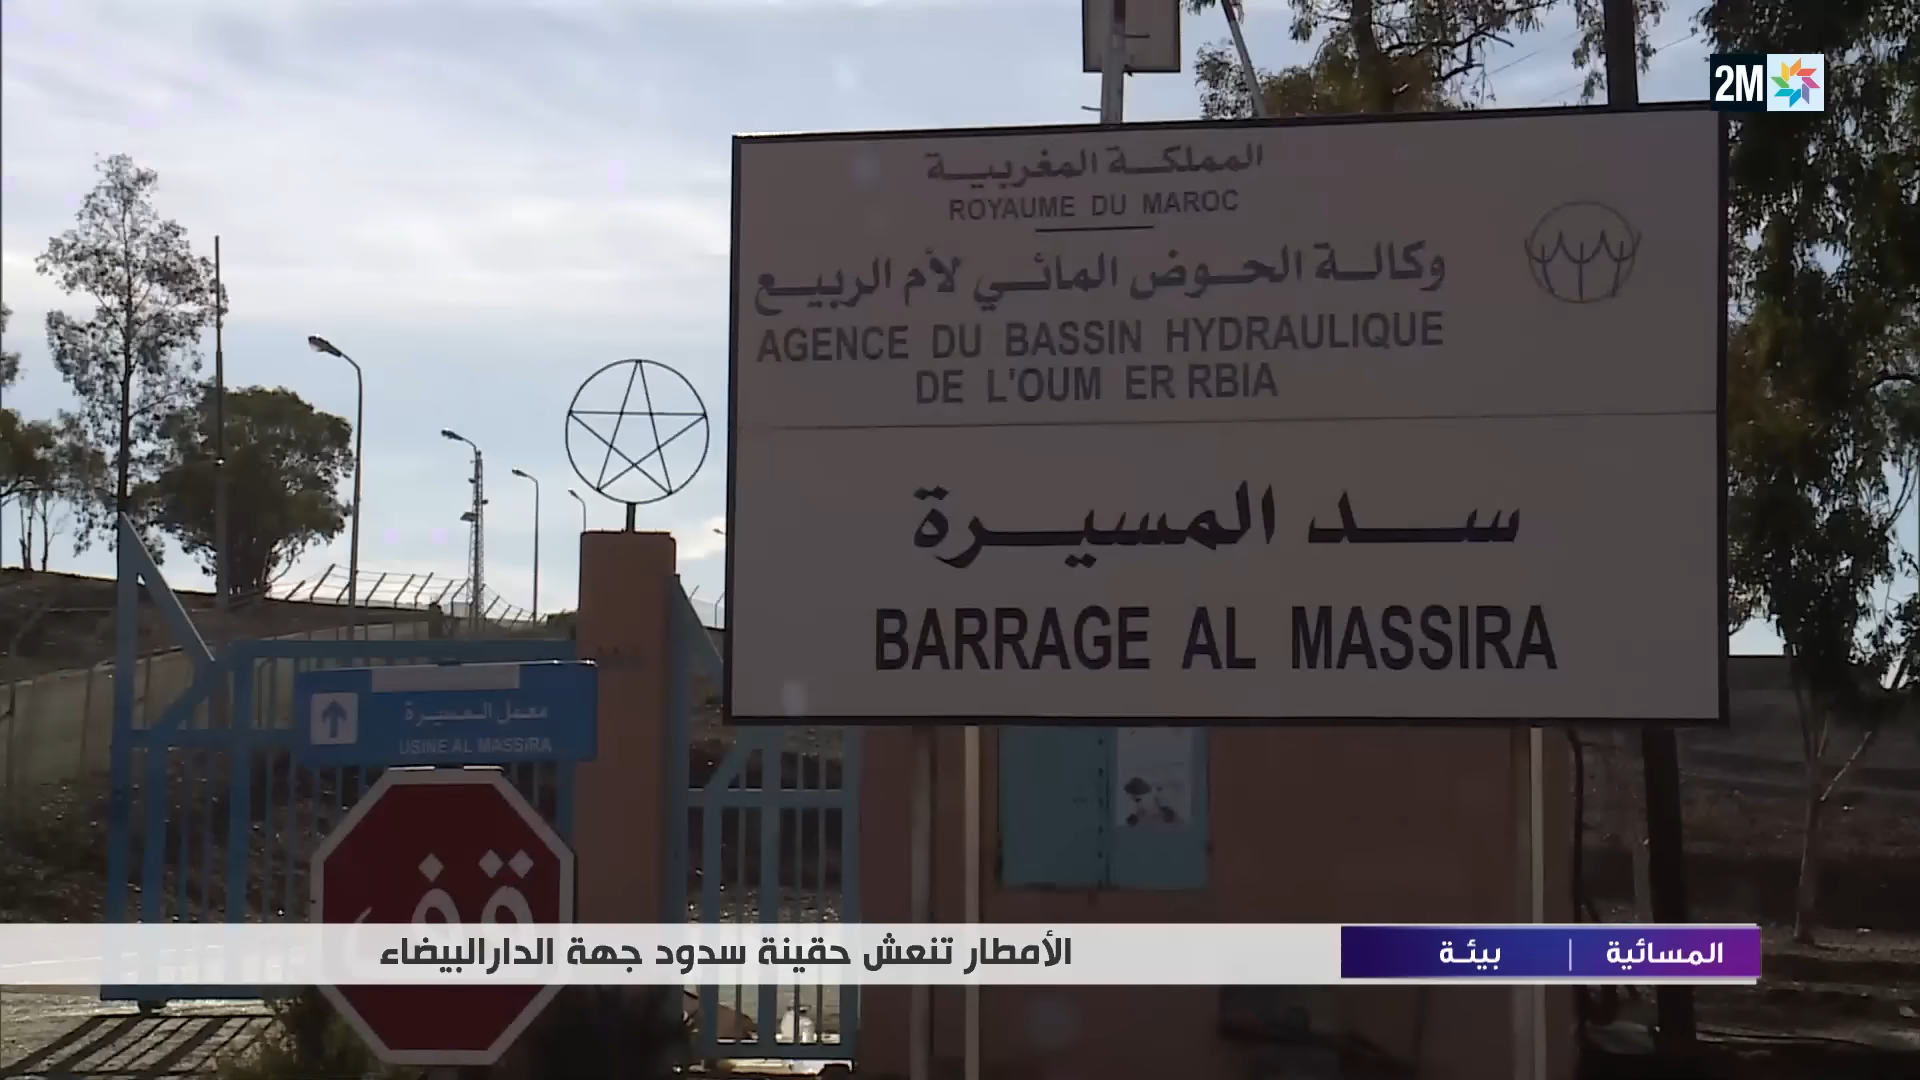 2M
المملكة المغربية
ROYAUME DU MAROC
وكالة الحوض المائي لأم الربيع
AGENCE DU BASSIN HYDRAULIQUE
DE L'OUM ER RBIA
سد المسيرة
BARRAGE AL MASSIRA
معمل المسيرة
USINE AL MASSIRA
قف
المسائية | بيئة
الأمطار تنعش حقينة سدود جهة الدارالبيضاء